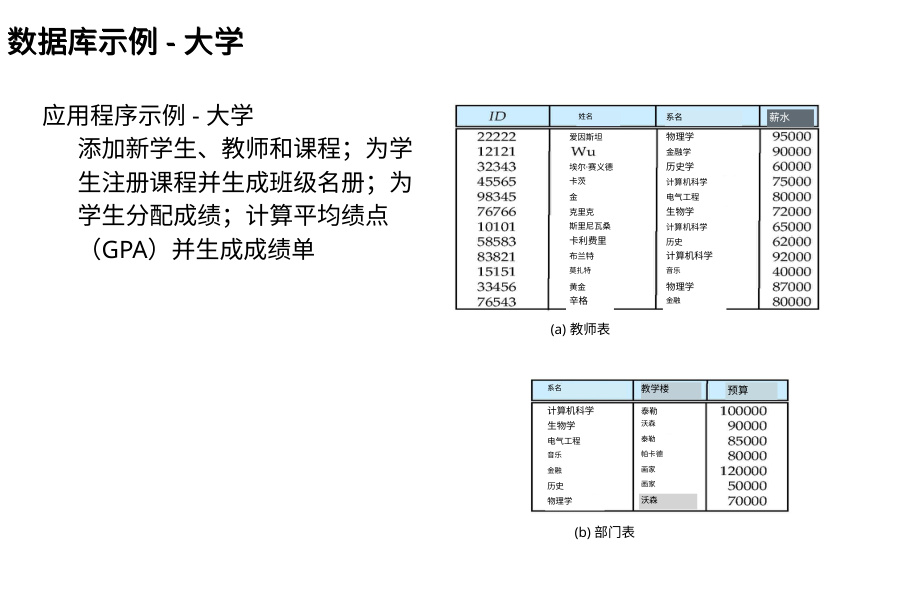 数据库示例 - 大学
应用程序示例 - 大学
添加新学生、教师和课程；为学
生注册课程并生成班级名册；为
学生分配成绩；计算平均绩点
（GPA）并生成成绩单
ID 姓名 系名 薪水
22222 爱因斯坦 物理学 95000
12121 Wu 金融学 90000
32343 埃尔·赛义德 历史学 60000
45565 卡茨 计算机科学 75000
98345 金 电气工程 80000
76766 克里克 生物学 72000
10101 斯里尼瓦桑 计算机科学 65000
58583 卡利费里 历史 62000
83821 布兰特 计算机科学 92000
15151 莫扎特 音乐 40000
33456 黄金 物理学 87000
76543 辛格 金融 80000
(a) 教师表
系名 教学楼 预算
计算机科学 泰勒 100000
生物学 沃森 90000
电气工程 泰勒 85000
音乐 帕卡德 80000
金融 画家 120000
历史 画家 50000
物理学 沃森 70000
(b) 部门表